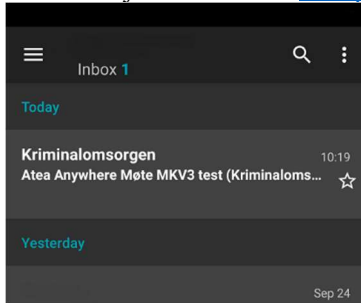 Inbox 1
Today
Kriminalomsorgen 10:19
Atea Anywhere Møte MKV3 test (Kriminaloms...
Yesterday
Sep 24